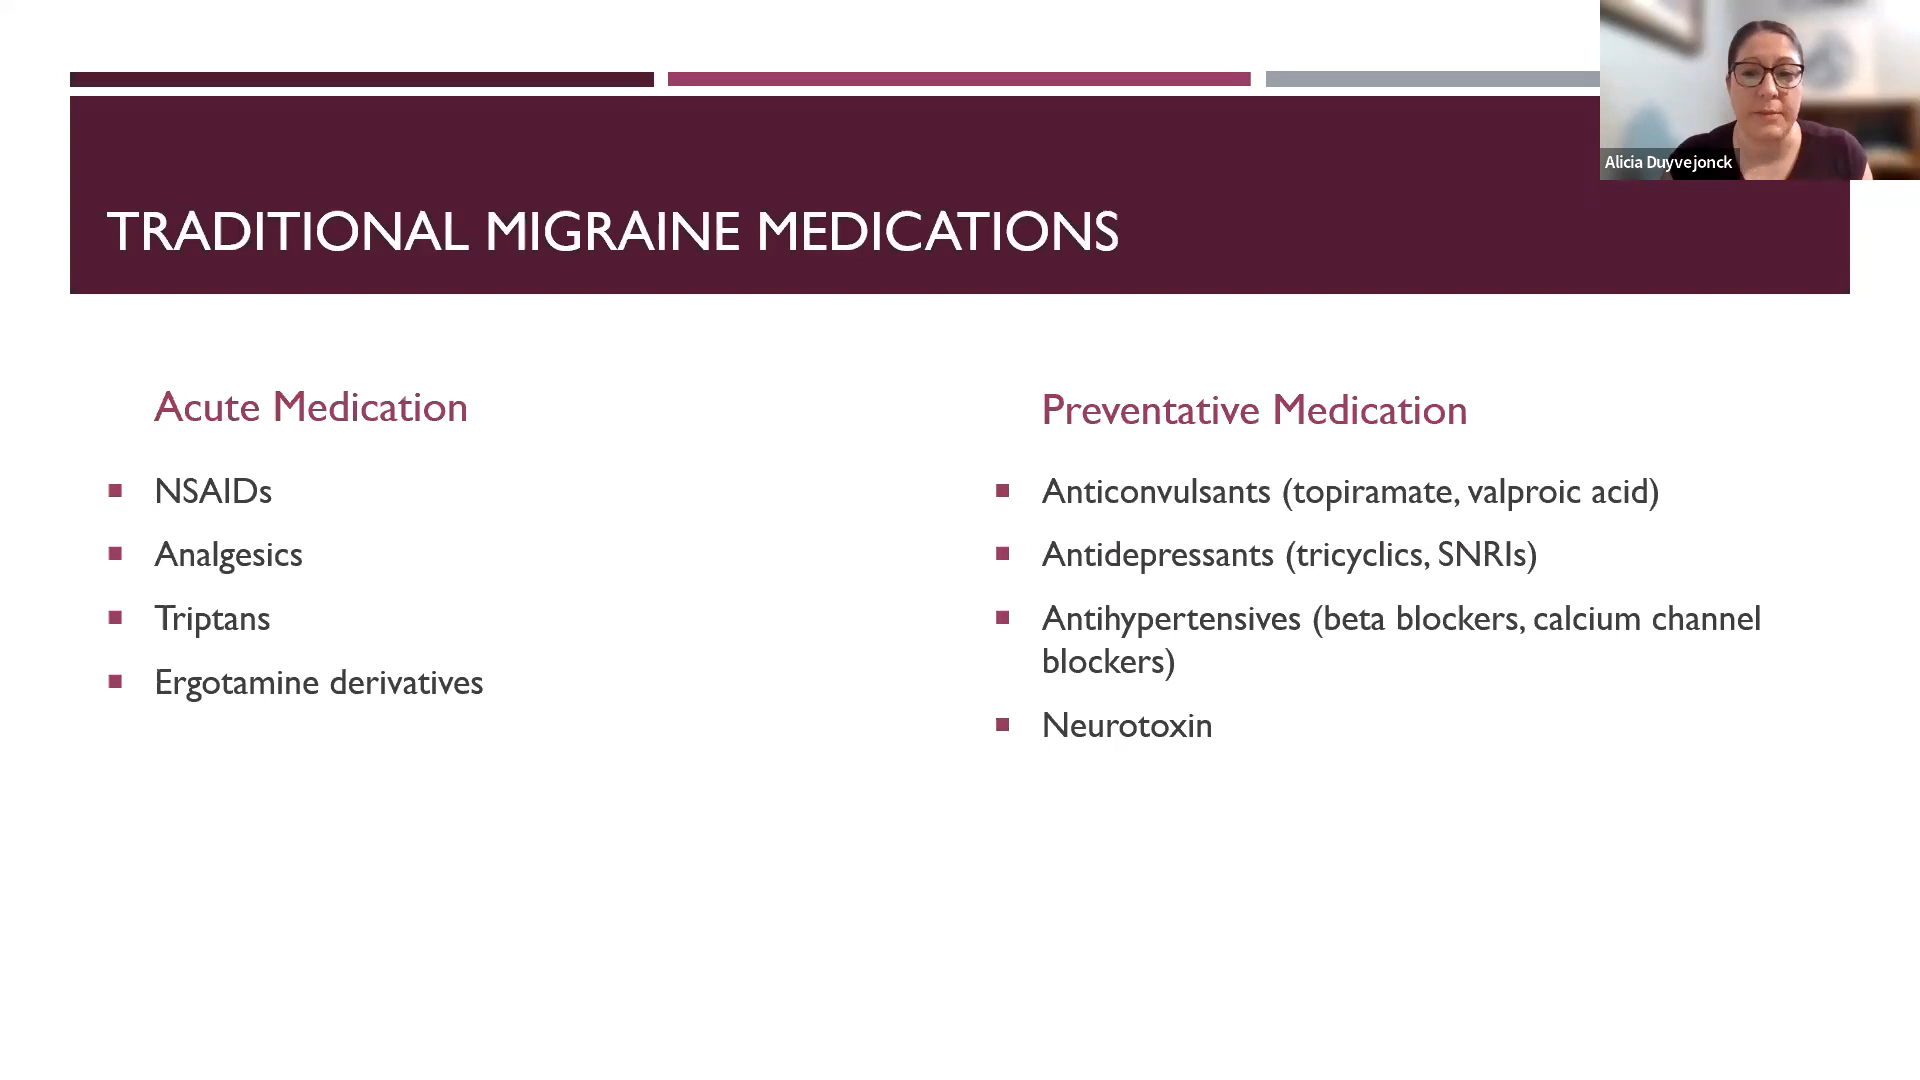 Alicia Duyvejonck
TRADITIONAL MIGRAINE MEDICATIONS
Acute Medication
NSAIDs
Analgesics
Triptans
Ergotamine derivatives
Preventative Medication
Anticonvulsants (topiramate, valproic acid)
Antidepressants (tricyclics, SNRIs)
Antihypertensives (beta blockers, calcium channel
blockers)
Neurotoxin